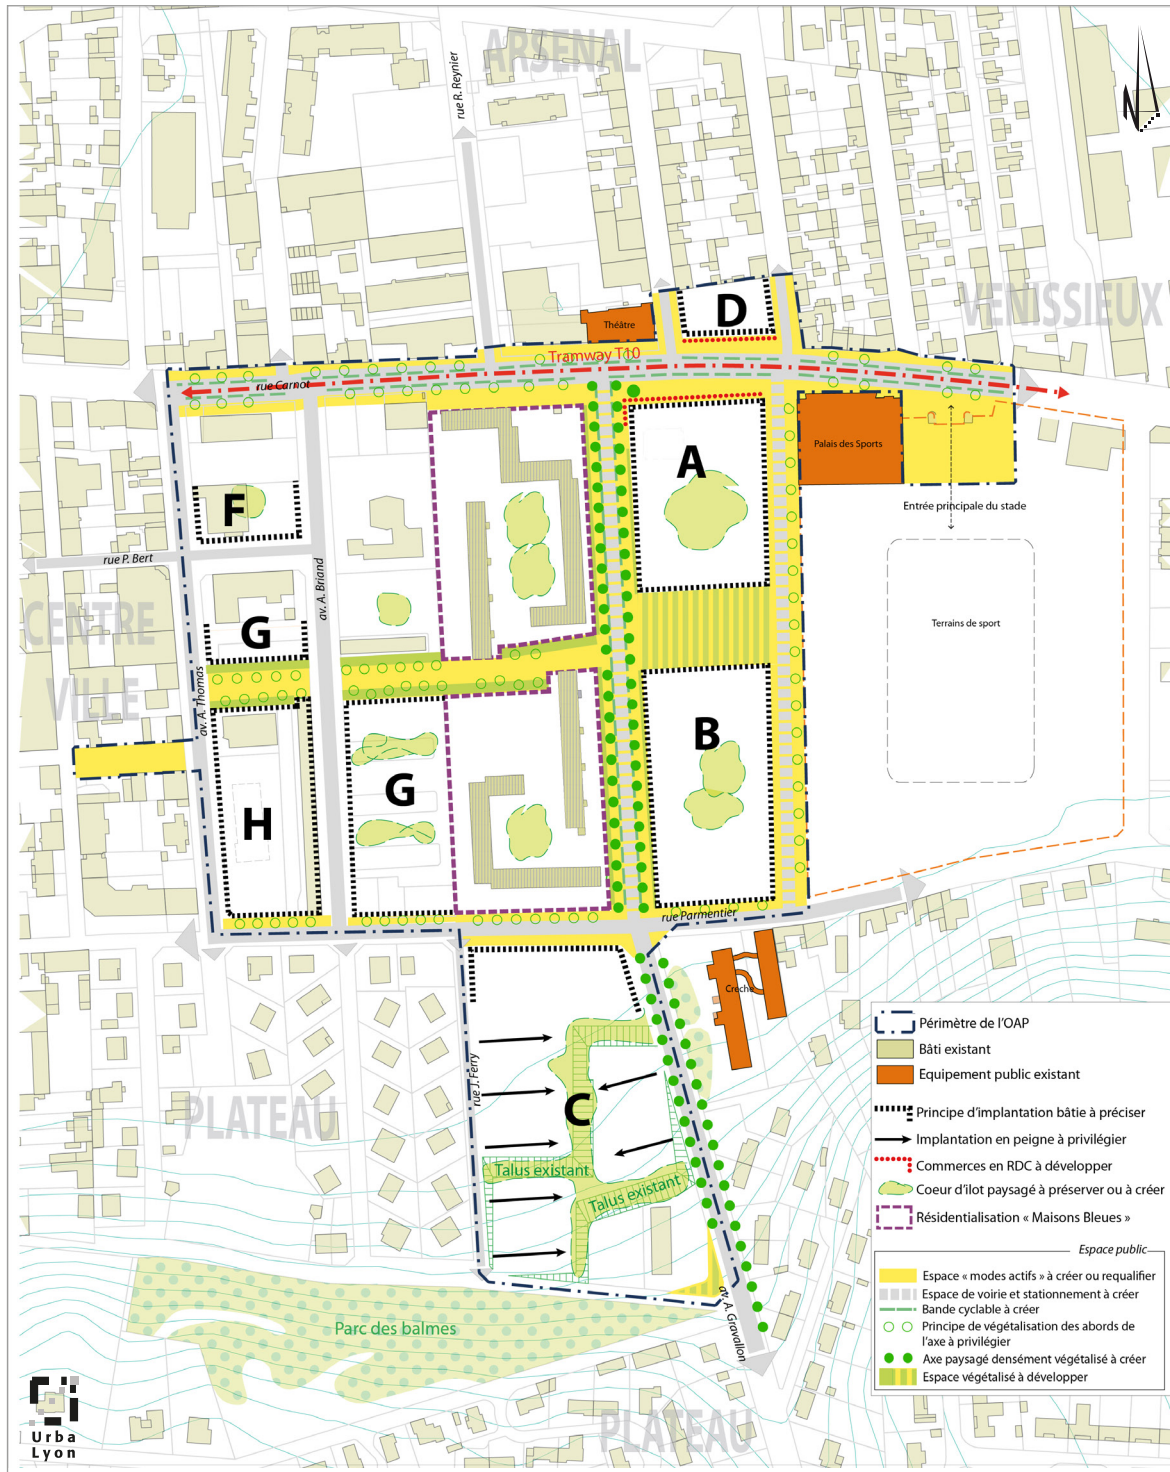 ARSENAL
rue R. Reynier
N
VENISSIEUX
D
Théâtre
Tramway T10
rue Carnot
A
Palais des Sports
F
Entrée principale du stade
rue P. Bert
av. A. Briand
CENTRE
VILLE
G
Terrains de sport
av. A. Thomas
B
G
H
rue Parmentier
Crèche
rue J. Ferry
C
PLATEAU
Talus existant
Talus existant
Parc des balmes
av. A. Gravallon
PLATEAU
Urba
Lyon
Périmètre de l'OAP
Bâti existant
Equipement public existant
Principe d'implantation bâtie à préciser
Implantation en peigne à privilégier
Commerces en RDC à développer
Coeur d'ilot paysagé à préserver ou à créer
Résidentialisation « Maisons Bleues »
Espace public
Espace « modes actifs » à créer ou requalifier
Espace de voirie et stationnement à créer
Bande cyclable à créer
Principe de végétalisation des abords de
l'axe à privilégier
Axe paysagé densément végétalisé à créer
Espace végétalisé à développer